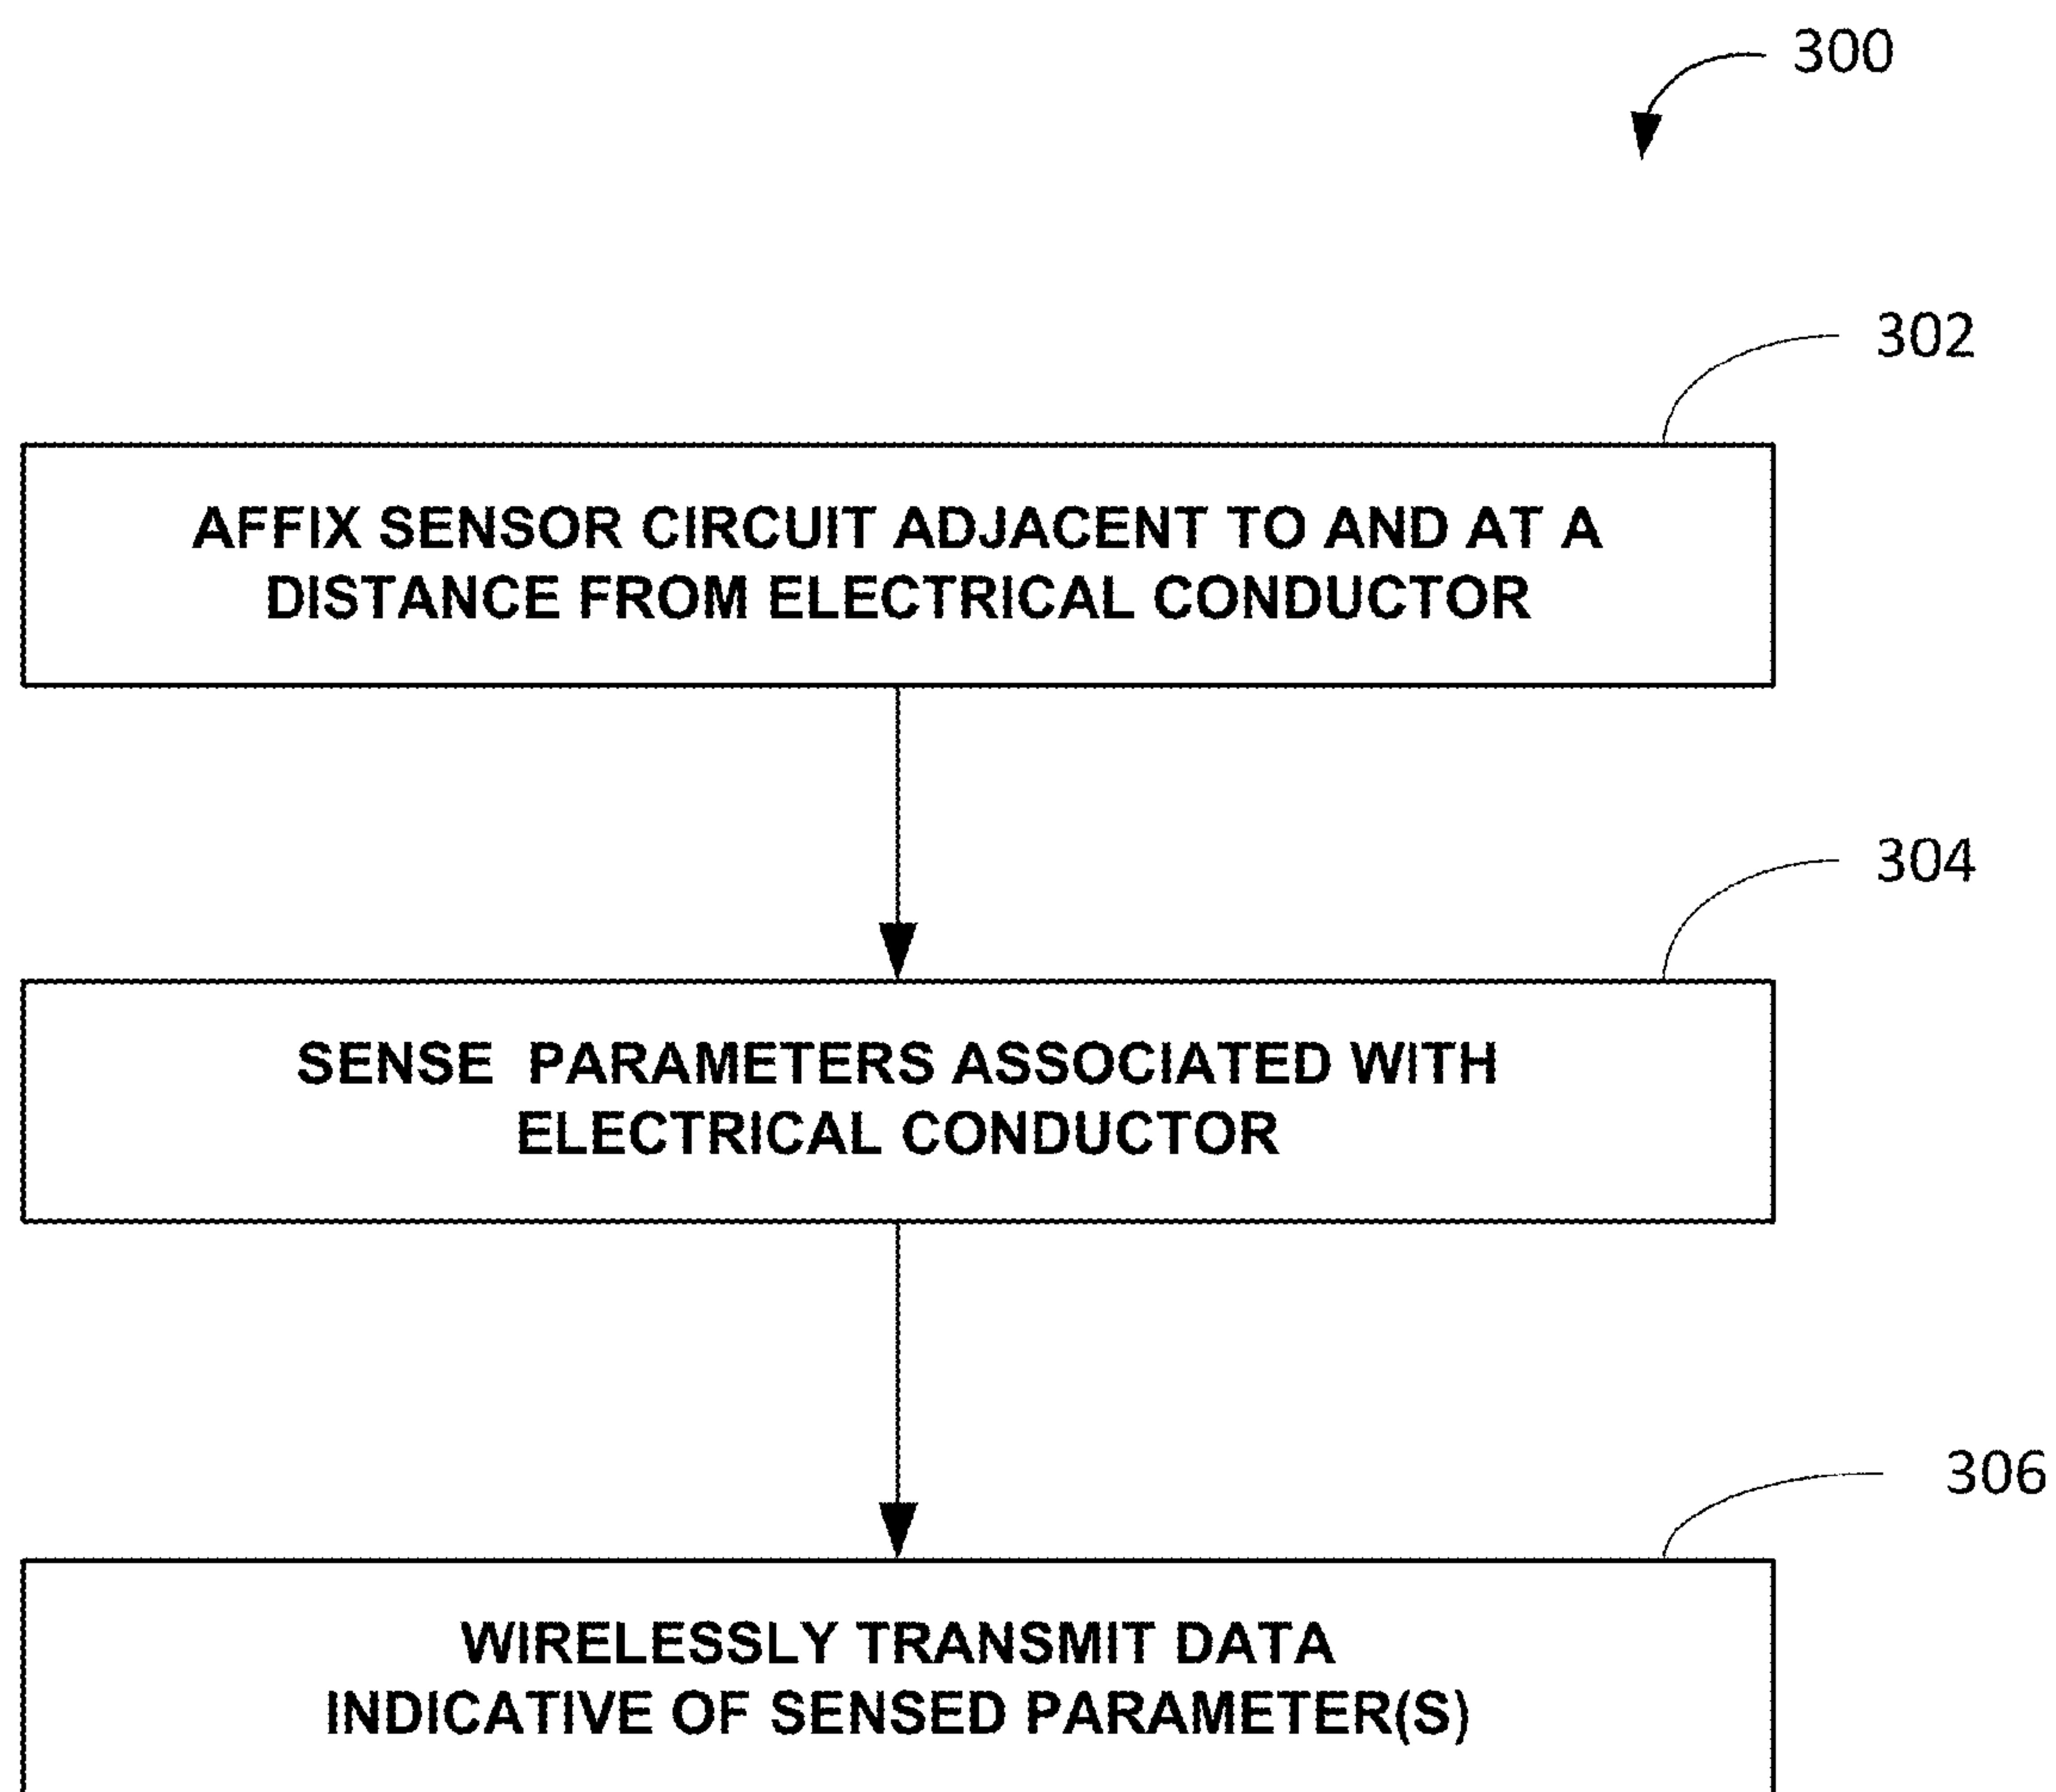 300
302
AFFIX SENSOR CIRCUIT ADJACENT TO AND AT A
DISTANCE FROM ELECTRICAL CONDUCTOR
304
SENSE PARAMETERS ASSOCIATED WITH
ELECTRICAL CONDUCTOR
306
WIRELESSLY TRANSMIT DATA
INDICATIVE OF SENSED PARAMETER(S)